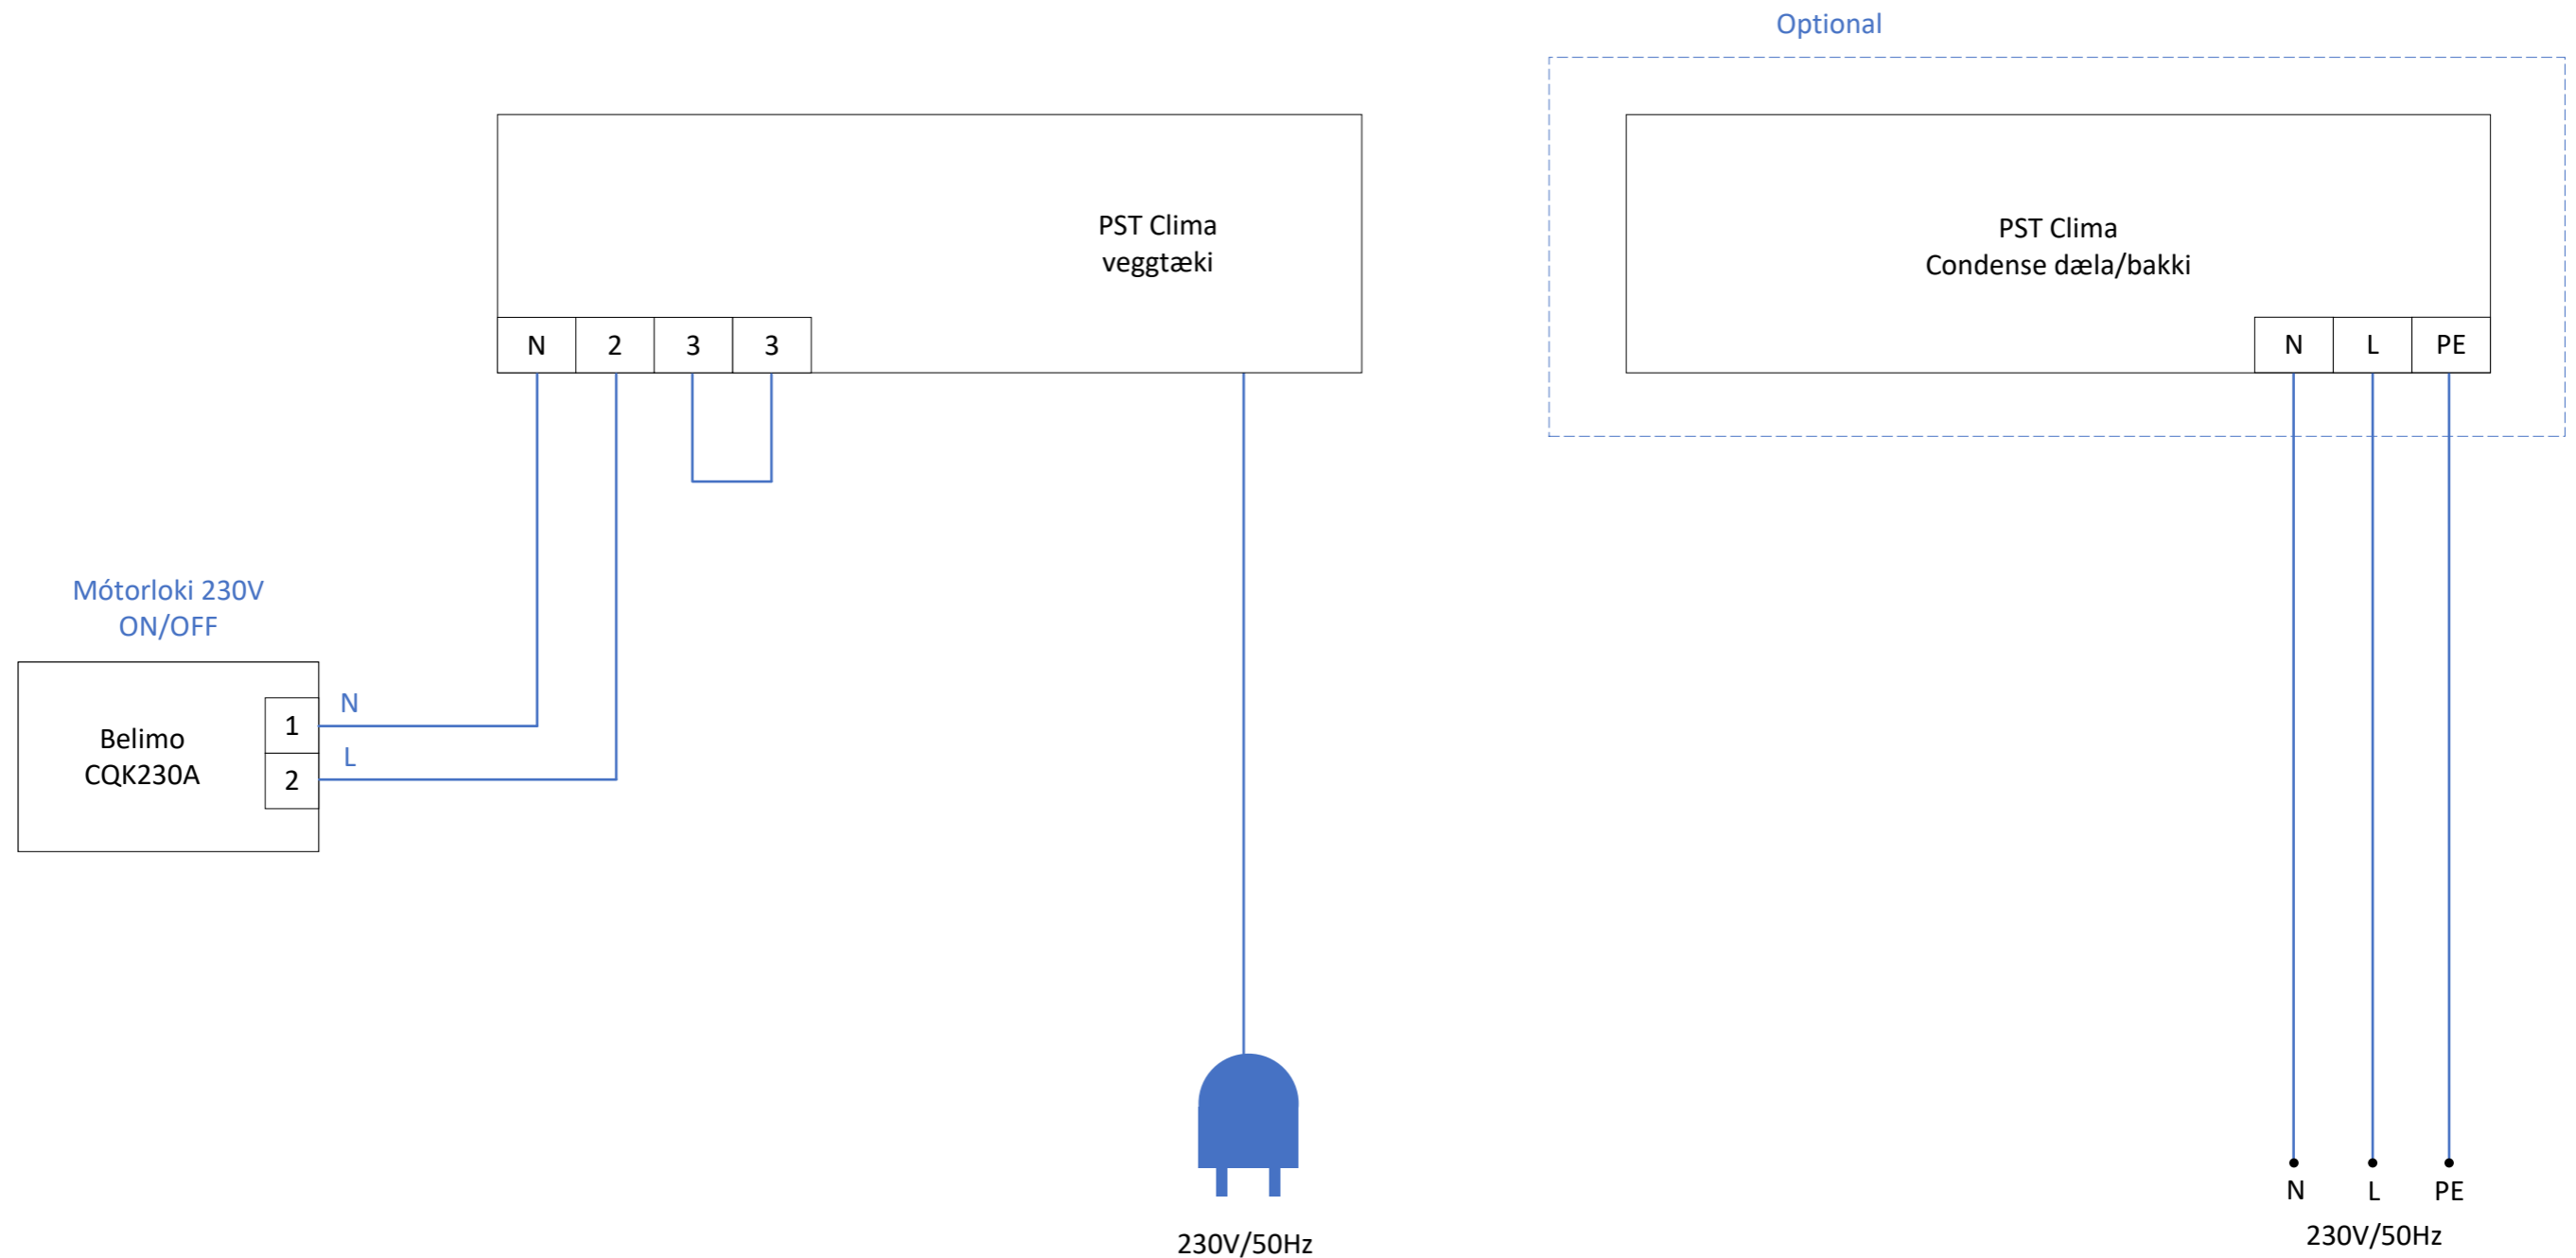 Optional
PST Clima
veggtæki
N 2 3 3
PST Clima
Condense dæla/bakki
N L PE
Mótorloki 230V
ON/OFF
Belimo
CQK230A
1
2
N
L
230V/50Hz
N L PE
230V/50Hz